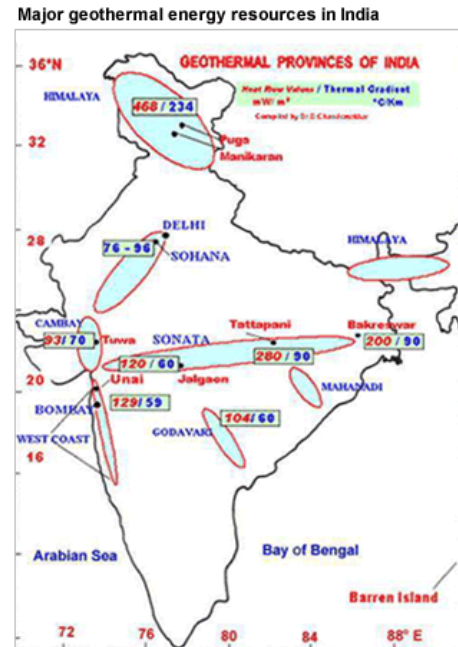 Major geothermal energy resources in India
36°N
GEOTHERMAL PROVINCES OF INDIA
Heat Flow Values / Thermal Gradient
mW/ m² °C/Km
HIMALAYA
468 / 234
Puga
Manikaran
32
28
DELHI
SOHANA
76 - 96
HIMALAYA
CAMBAY
93/ 70
Tuwa
SONATA
Tattapani
Bakreswar
200 / 90
120 / 60
280 / 90
Jalgaon
20
Unai
MAHANADI
BOMBAY
129/ 59
104/ 60
WEST COAST
GODAVARI
16
Arabian Sea
Bay of Bengal
Barren Island
72 76 80 84 88° E